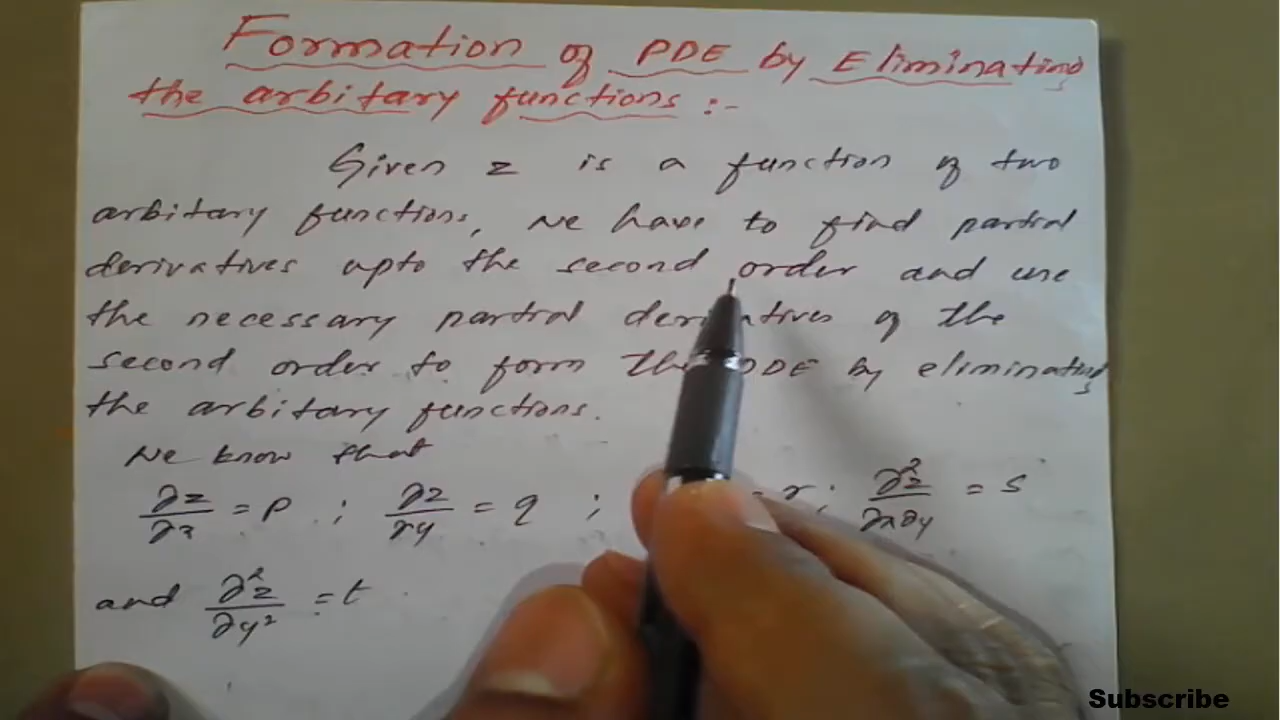 Formation of PDE by Eliminating
the arbitary functions :-
Given z is a function of two
arbitary functions, we have to find partial
derivatives upto the second order and use
the necessary partial derivatives of the
second order to form the PDE by eliminating
the arbitary functions.
We know that
∂z/∂x = p ; ∂z/∂y = q ; = r ; ∂²z/∂x∂y = s
and ∂²z/∂y² = t
Subscribe